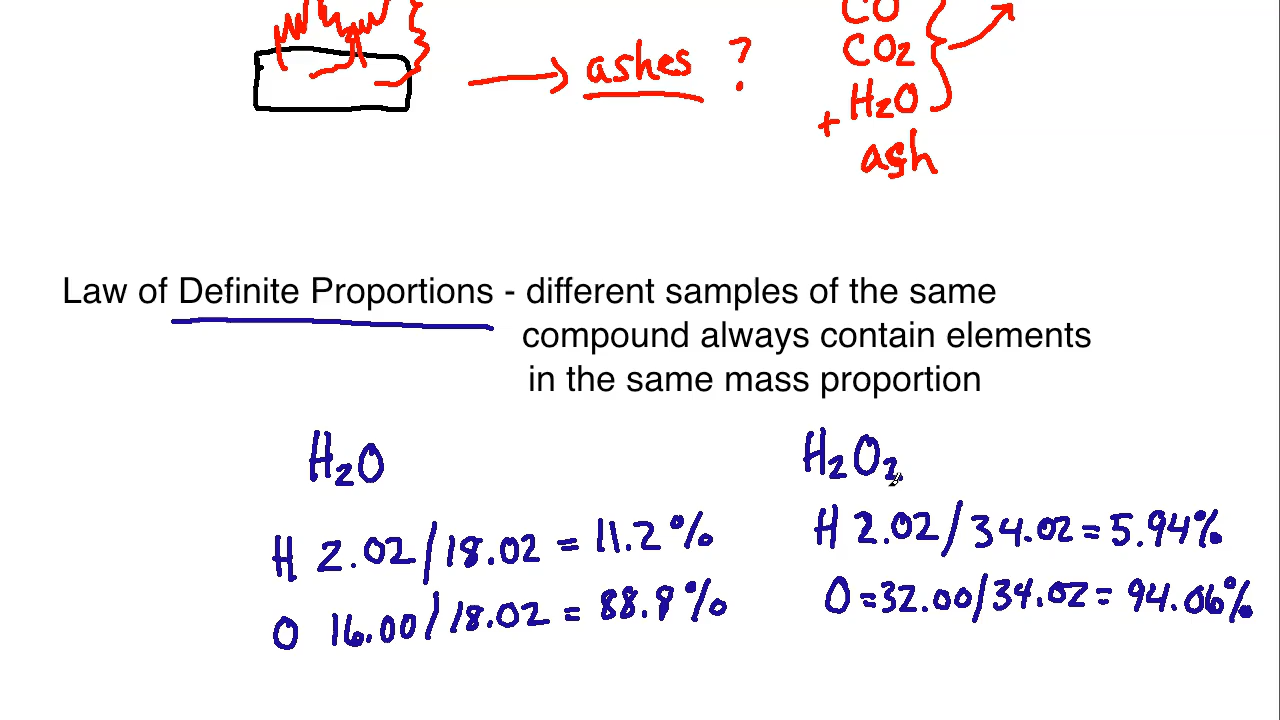 CO
CO2
→ ashes ?
H2O
+
ash
Law of Definite Proportions - different samples of the same
compound always contain elements
in the same mass proportion
H2O
H2O2
H 2.02/18.02 = 11.2%
H 2.02/34.02 = 5.94%
O 16.00/18.02 = 88.8%
O = 32.00/34.02 = 94.06%